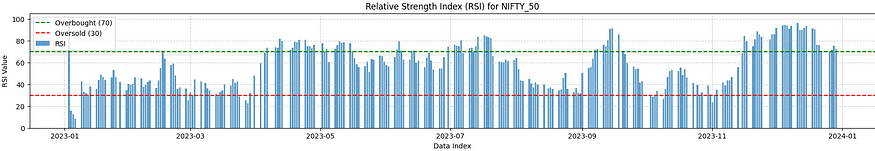 Relative Strength Index (RSI) for NIFTY_50
100
80
60
40
20
0
RSI Value
Overbought (70)
Oversold (30)
RSI
2023-01
2023-03
2023-05
2023-07
2023-09
2023-11
2024-01
Data Index